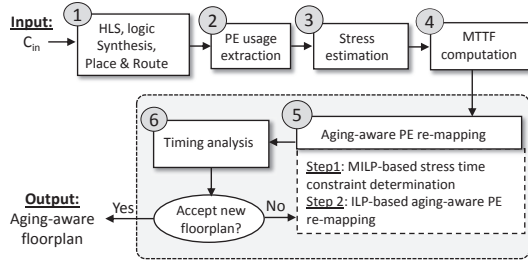 Input:
C_in
1
HLS, logic
Synthesis,
Place & Route
2
PE usage
extraction
3
Stress
estimation
4
MTTF
computation
5
Aging-aware PE re-mapping
Step1: MILP-based stress time
constraint determination
Step 2: ILP-based aging-aware PE
re-mapping
6
Timing analysis
Accept new
floorplan?
No
Yes
Output:
Aging-aware
floorplan